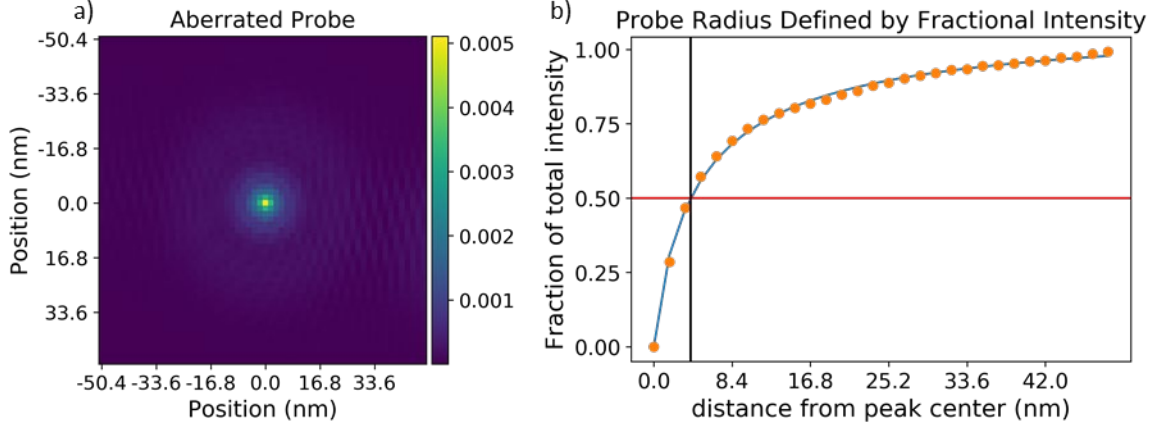 a)
Aberrated Probe
Position (nm)
-50.4
-33.6
-16.8
0.0
16.8
33.6
-50.4 -33.6 -16.8 0.0 16.8 33.6
Position (nm)
0.005
0.004
0.003
0.002
0.001
b)
Probe Radius Defined by Fractional Intensity
Fraction of total intensity
1.00
0.75
0.50
0.25
0.00
0.0 8.4 16.8 25.2 33.6 42.0
distance from peak center (nm)